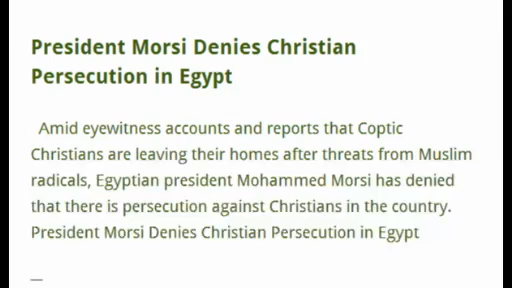 President Morsi Denies Christian
Persecution in Egypt
Amid eyewitness accounts and reports that Coptic
Christians are leaving their homes after threats from Muslim
radicals, Egyptian president Mohammed Morsi has denied
that there is persecution against Christians in the country.
President Morsi Denies Christian Persecution in Egypt
—